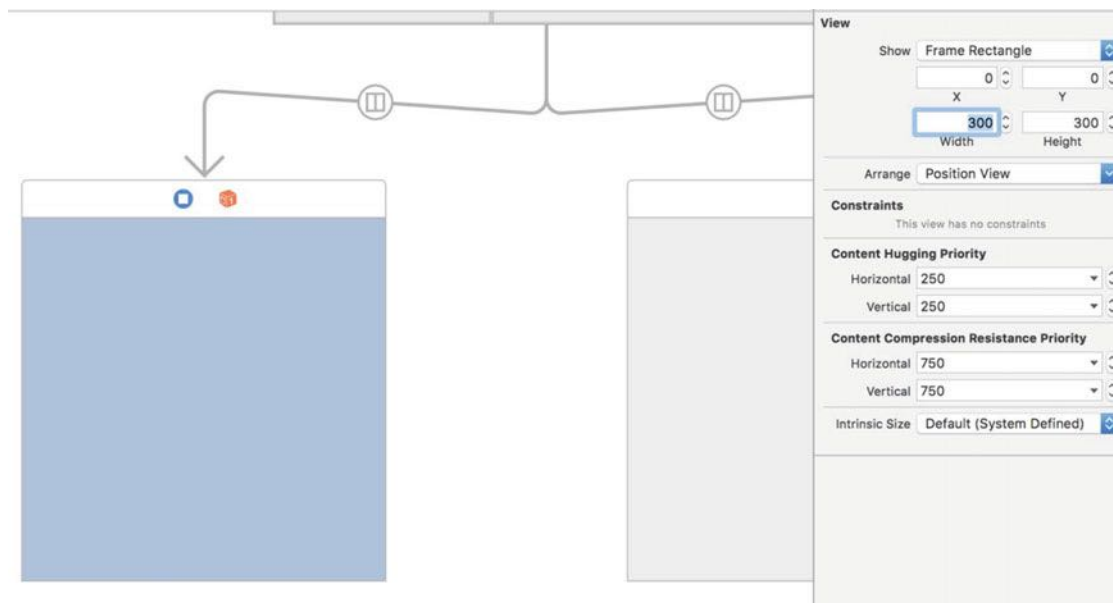 View
Show Frame Rectangle
0 0
X Y
300 300
Width Height
Arrange Position View
Constraints
This view has no constraints
Content Hugging Priority
Horizontal 250
Vertical 250
Content Compression Resistance Priority
Horizontal 750
Vertical 750
Intrinsic Size Default (System Defined)